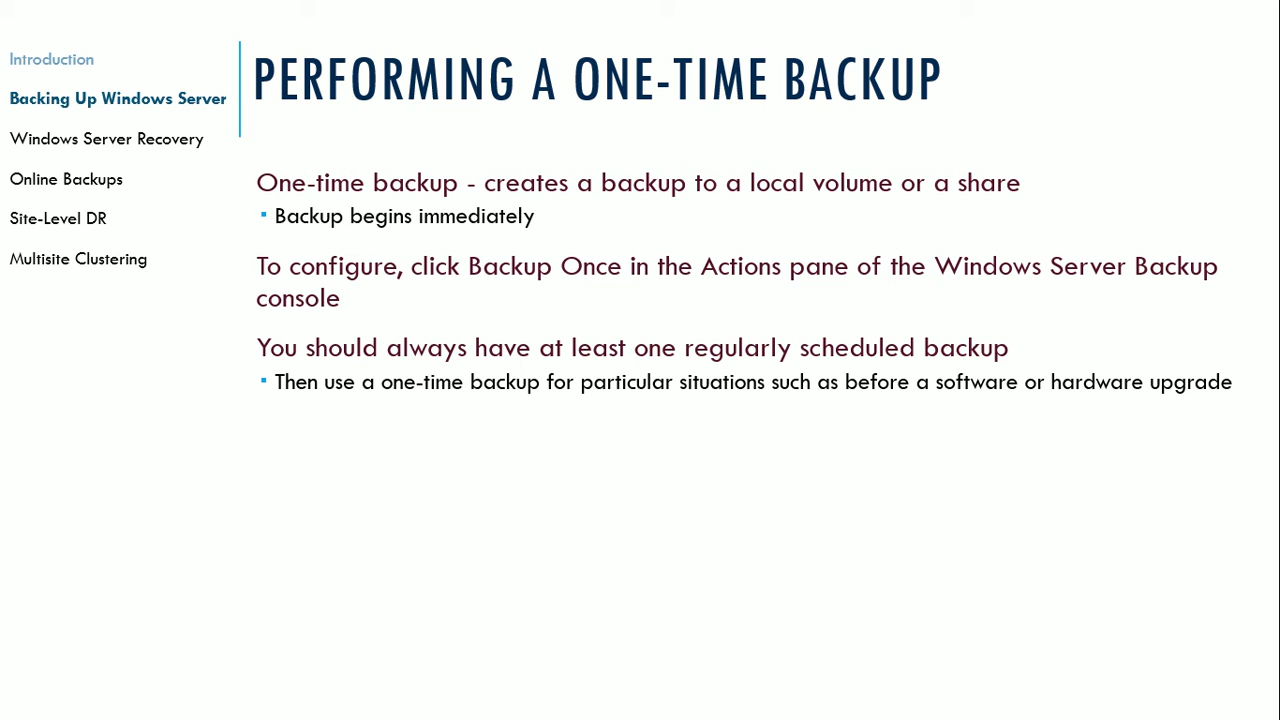 Introduction
Backing Up Windows Server
Windows Server Recovery
Online Backups
Site-Level DR
Multisite Clustering
PERFORMING A ONE-TIME BACKUP
One-time backup - creates a backup to a local volume or a share
▪ Backup begins immediately
To configure, click Backup Once in the Actions pane of the Windows Server Backup
console
You should always have at least one regularly scheduled backup
▪ Then use a one-time backup for particular situations such as before a software or hardware upgrade